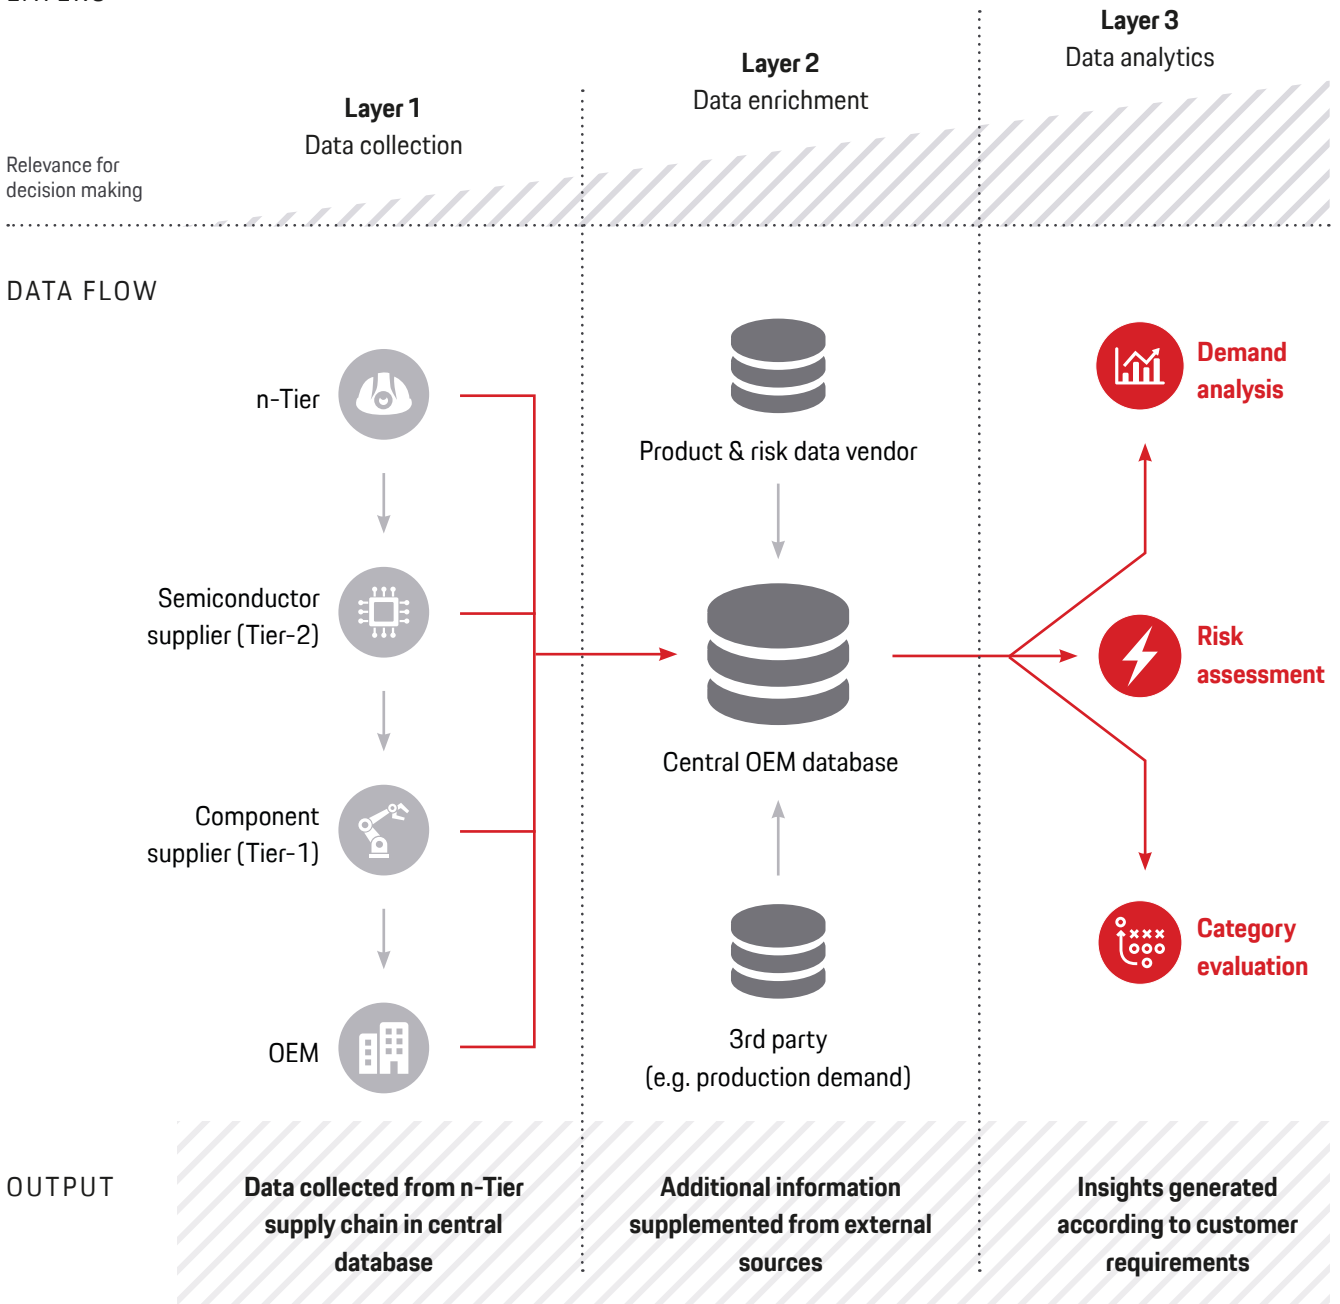 Layer 1
Data collection
Layer 2
Data enrichment
Layer 3
Data analytics
Relevance for
decision making
DATA FLOW
n-Tier
Semiconductor
supplier (Tier-2)
Component
supplier (Tier-1)
OEM
Product & risk data vendor
Central OEM database
3rd party
(e.g. production demand)
Demand
analysis
Risk
assessment
Category
evaluation
OUTPUT
Data collected from n-Tier
supply chain in central
database
Additional information
supplemented from external
sources
Insights generated
according to customer
requirements